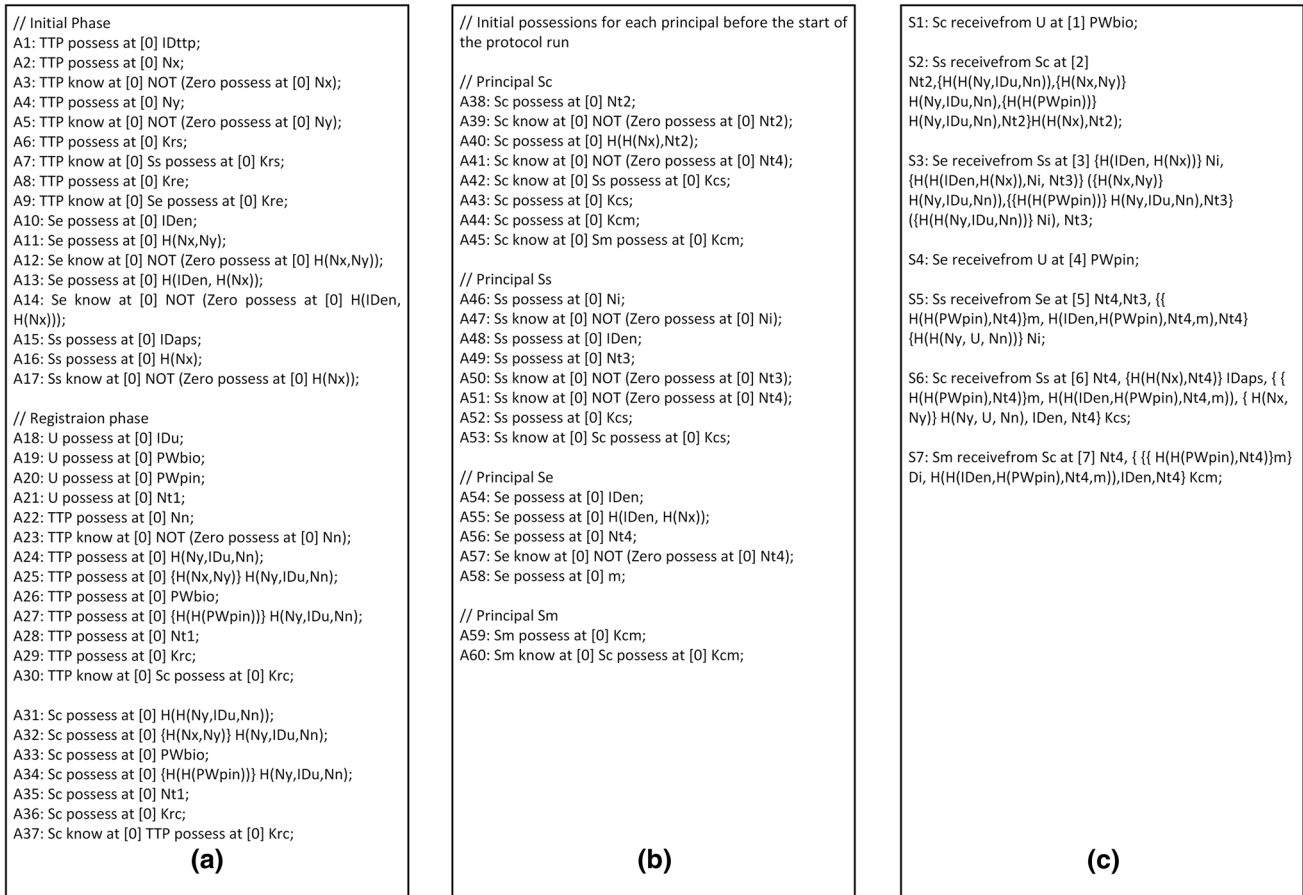 // Initial Phase
A1: TTP possess at [0] IDttp;
A2: TTP possess at [0] Nx;
A3: TTP know at [0] NOT (Zero possess at [0] Nx);
A4: TTP possess at [0] Ny;
A5: TTP know at [0] NOT (Zero possess at [0] Ny);
A6: TTP possess at [0] Krs;
A7: TTP know at [0] Ss possess at [0] Krs;
A8: TTP possess at [0] Kre;
A9: TTP know at [0] Se possess at [0] Kre;
A10: Se possess at [0] IDen;
A11: Se possess at [0] H(Nx,Ny);
A12: Se know at [0] NOT (Zero possess at [0] H(Nx,Ny));
A13: Se possess at [0] H(IDen, H(Nx));
A14: Se know at [0] NOT (Zero possess at [0] H(IDen,
H(Nx)));
A15: Ss possess at [0] IDaps;
A16: Ss possess at [0] H(Nx);
A17: Ss know at [0] NOT (Zero possess at [0] H(Nx));
// Registraion phase
A18: U possess at [0] IDu;
A19: U possess at [0] PWbio;
A20: U possess at [0] PWpin;
A21: U possess at [0] Nt1;
A22: TTP possess at [0] Nn;
A23: TTP know at [0] NOT (Zero possess at [0] Nn);
A24: TTP possess at [0] H(Ny,IDu,Nn);
A25: TTP possess at [0] {H(Nx,Ny)} H(Ny,IDu,Nn);
A26: TTP possess at [0] PWbio;
A27: TTP possess at [0] {H(H(PWpin))} H(Ny,IDu,Nn);
A28: TTP possess at [0] Nt1;
A29: TTP possess at [0] Krc;
A30: TTP know at [0] Sc possess at [0] Krc;
A31: Sc possess at [0] H(H(Ny,IDu,Nn));
A32: Sc possess at [0] {H(Nx,Ny)} H(Ny,IDu,Nn);
A33: Sc possess at [0] PWbio;
A34: Sc possess at [0] {H(H(PWpin))} H(Ny,IDu,Nn);
A35: Sc possess at [0] Nt1;
A36: Sc possess at [0] Krc;
A37: Sc know at [0] TTP possess at [0] Krc;
(a)
// Initial possessions for each principal before the start of
the protocol run
// Principal Sc
A38: Sc possess at [0] Nt2;
A39: Sc know at [0] NOT (Zero possess at [0] Nt2);
A40: Sc possess at [0] H(H(Nx),Nt2);
A41: Sc know at [0] NOT (Zero possess at [0] Nt4);
A42: Sc know at [0] Ss possess at [0] Kcs;
A43: Sc possess at [0] Kcs;
A44: Sc possess at [0] Kcm;
A45: Sc know at [0] Sm possess at [0] Kcm;
// Principal Ss
A46: Ss possess at [0] Ni;
A47: Ss know at [0] NOT (Zero possess at [0] Ni);
A48: Ss possess at [0] IDen;
A49: Ss possess at [0] Nt3;
A50: Ss know at [0] NOT (Zero possess at [0] Nt3);
A51: Ss know at [0] NOT (Zero possess at [0] Nt4);
A52: Ss possess at [0] Kcs;
A53: Ss know at [0] Sc possess at [0] Kcs;
// Principal Se
A54: Se possess at [0] IDen;
A55: Se possess at [0] H(IDen, H(Nx));
A56: Se possess at [0] Nt4;
A57: Se know at [0] NOT (Zero possess at [0] Nt4);
A58: Se possess at [0] m;
// Principal Sm
A59: Sm possess at [0] Kcm;
A60: Sm know at [0] Sc possess at [0] Kcm;
(b)
S1: Sc receivefrom U at [1] PWbio;
S2: Ss receivefrom Sc at [2]
Nt2,{H(H(Ny,IDu,Nn)),{H(Nx,Ny)}
H(Ny,IDu,Nn),{H(H(PWpin))}
H(Ny,IDu,Nn),Nt2}H(H(Nx),Nt2);
S3: Se receivefrom Ss at [3] {H(IDen, H(Nx))} Ni,
{H(H(IDen,H(Nx)),Ni, Nt3)} ({H(Nx,Ny)}
H(Ny,IDu,Nn)),{{H(H(PWpin))} H(Ny,IDu,Nn),Nt3}
({H(H(Ny,IDu,Nn))} Ni), Nt3;
S4: Se receivefrom U at [4] PWpin;
S5: Ss receivefrom Se at [5] Nt4,Nt3, {{
H(H(PWpin),Nt4)}m, H(IDen,H(PWpin),Nt4,m),Nt4}
{H(H(Ny, U, Nn))} Ni;
S6: Sc receivefrom Ss at [6] Nt4, {H(H(Nx),Nt4)} IDaps, { {
H(H(PWpin),Nt4)}m, H(H(IDen,H(PWpin),Nt4,m)), { H(Nx,
Ny)} H(Ny, U, Nn), IDen, Nt4} Kcs;
S7: Sm receivefrom Sc at [7] Nt4, { {{ H(H(PWpin),Nt4)}m}
Di, H(H(IDen,H(PWpin),Nt4,m)),IDen,Nt4} Kcm;
(c)